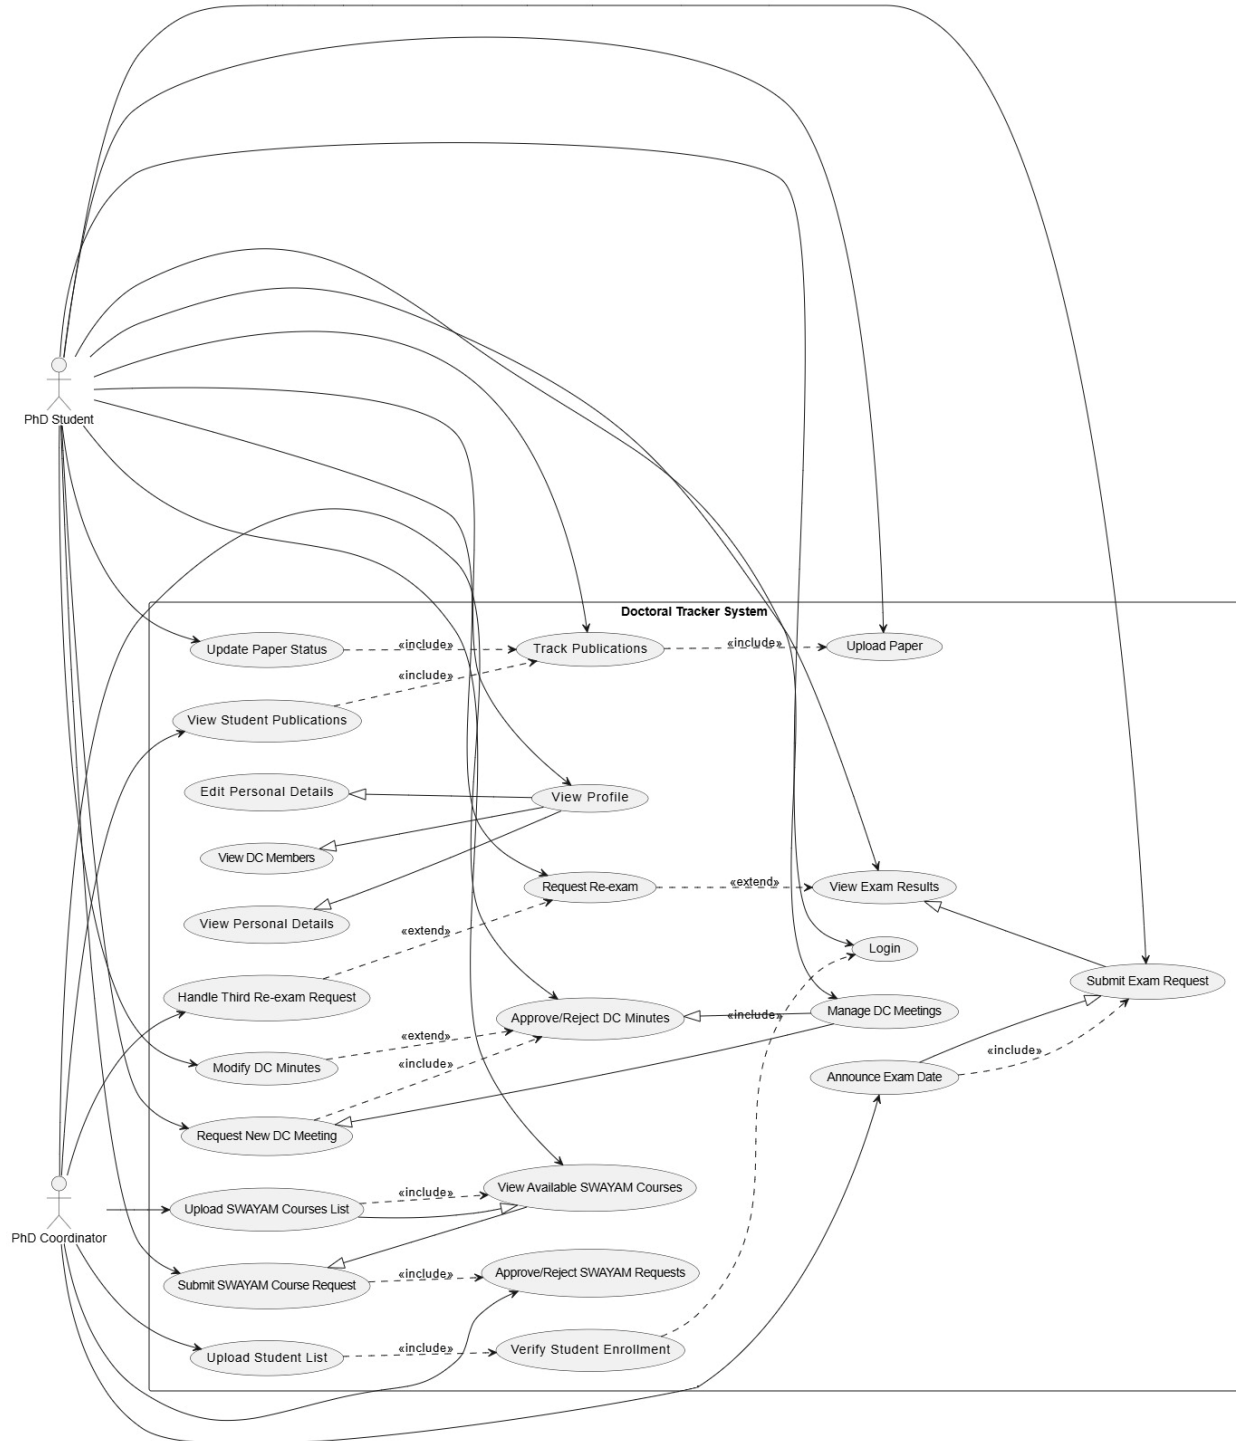 PhD Student
Doctoral Tracker System
Update Paper Status
«include»
Track Publications
«include»
Upload Paper
«include»
View Student Publications
Edit Personal Details
View Profile
View DC Members
Request Re-exam
«extend»
View Exam Results
View Personal Details
«extend»
Login
Handle Third Re-exam Request
Submit Exam Request
Approve/Reject DC Minutes
«include»
Manage DC Meetings
«extend»
Modify DC Minutes
«include»
«include»
Announce Exam Date
Request New DC Meeting
View Available SWAYAM Courses
«include»
Upload SWAYAM Courses List
PhD Coordinator
Submit SWAYAM Course Request
«include»
Approve/Reject SWAYAM Requests
Upload Student List
«include»
Verify Student Enrollment